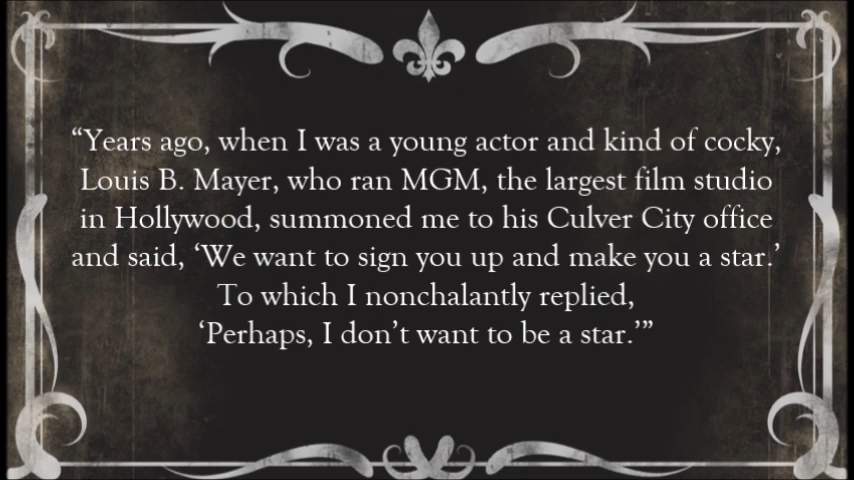 “Years ago, when I was a young actor and kind of cocky,
Louis B. Mayer, who ran MGM, the largest film studio
in Hollywood, summoned me to his Culver City office
and said, ‘We want to sign you up and make you a star.’
To which I nonchalantly replied,
‘Perhaps, I don’t want to be a star.’”